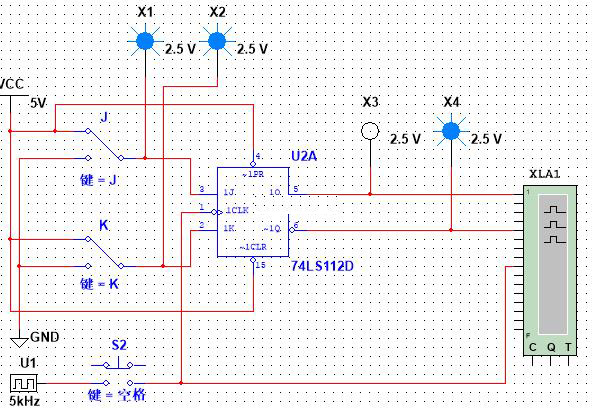 X1 X2
2.5 V 2.5 V
VCC
5V
J
键 = J
X3 X4
2.5 V 2.5 V
4
U2A
~1PR
XLA1
3 1J 1Q 5
1 1CLK
2 1K ~1Q 6
~1CLR
15
74LS112D
1
K
键 = K
F
C Q T
GND
U1
S2
5kHz
键 = 空格